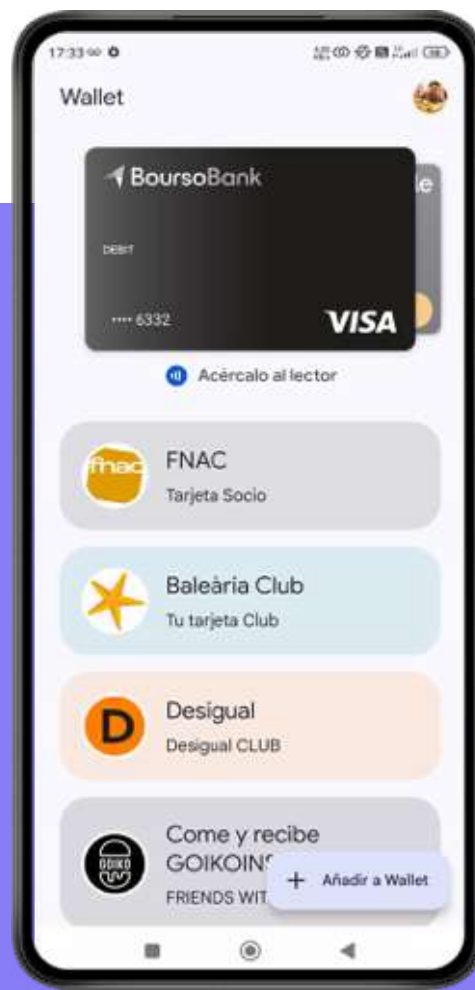 17:33
Wallet
BoursoBank
le
DEBIT
•••• 6332
VISA
Acércalo al lector
fnac
FNAC
Tarjeta Socio
Baleària Club
Tu tarjeta Club
D
Desigual
Desigual CLUB
GOIKO
Come y recibe
GOIKOINS
FRIENDS WIT
+ Añadir a Wallet